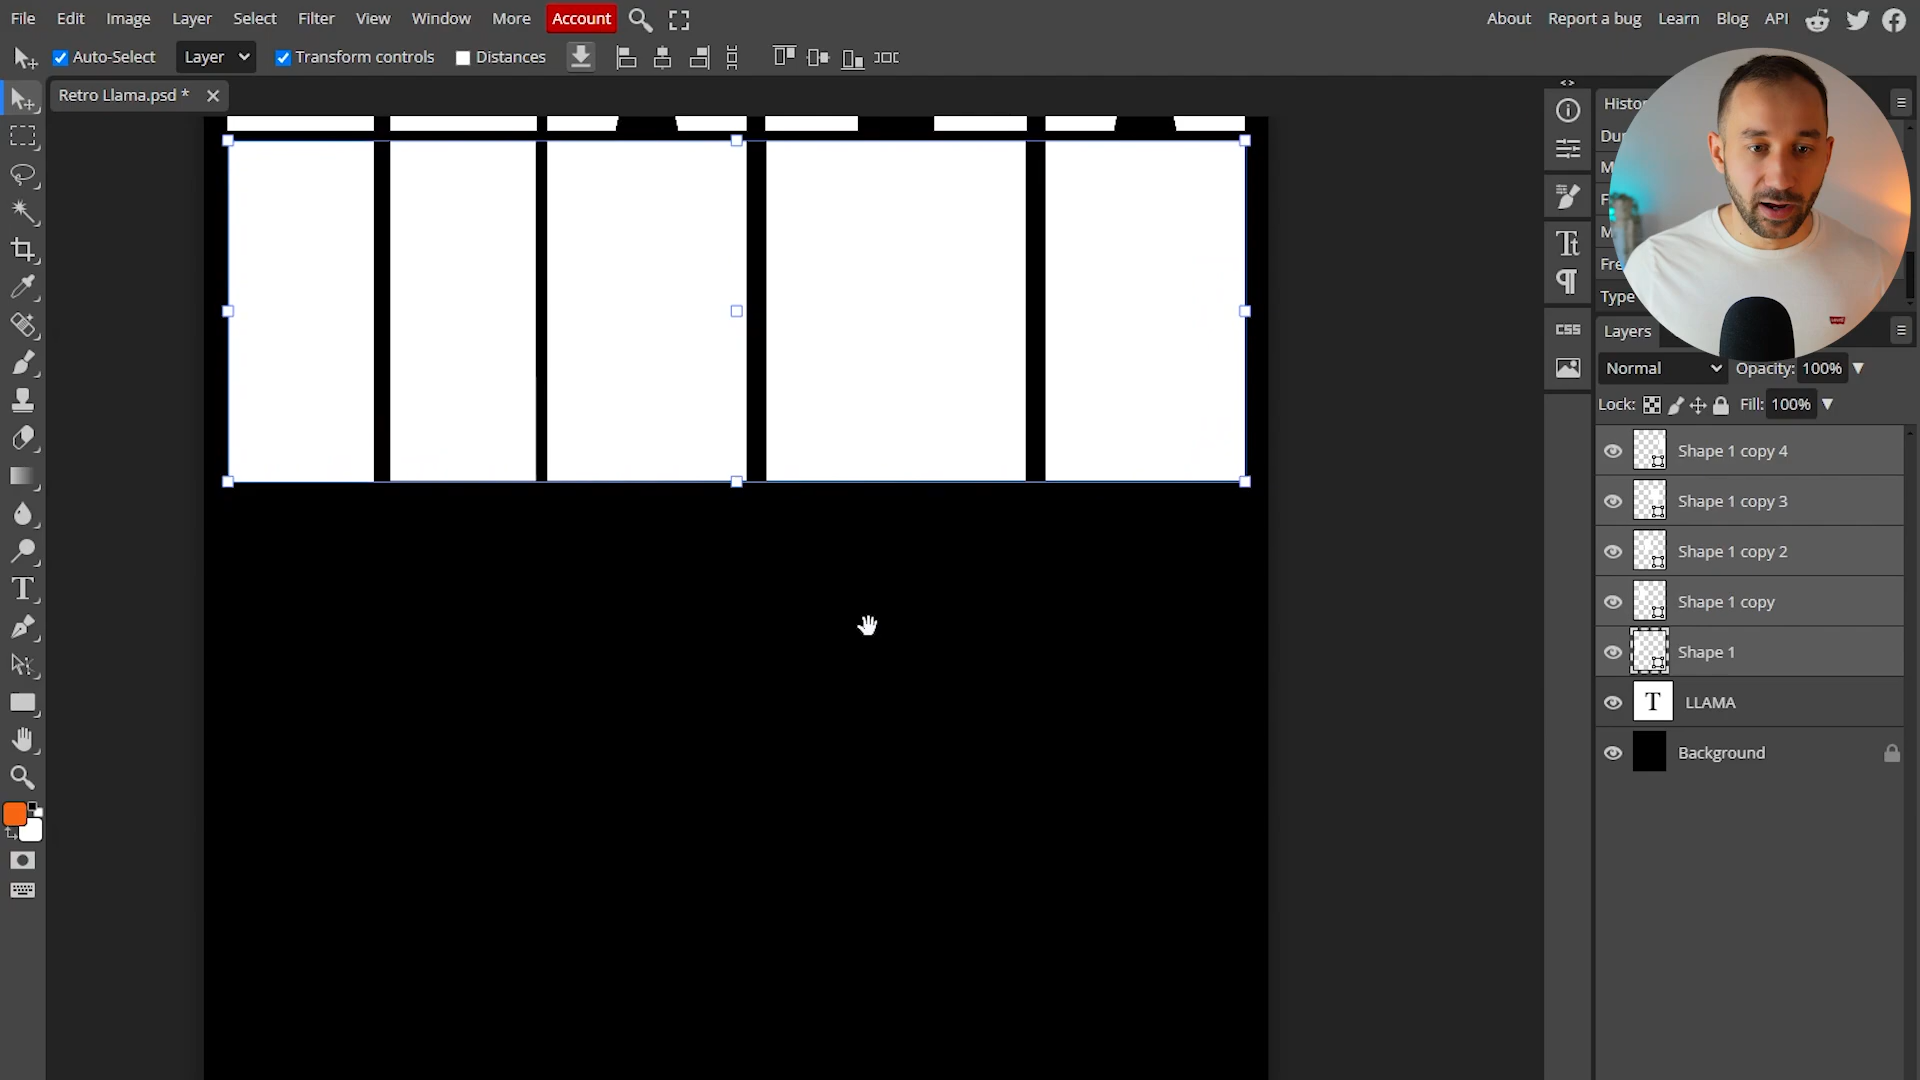 File Edit Image Layer Select Filter View Window More Account About Report a bug Learn Blog API
Auto-Select Layer Transform controls Distances
Retro Llama.psd *
Layers
Normal Opacity: 100%
Lock: Fill: 100%
Shape 1 copy 4
Shape 1 copy 3
Shape 1 copy 2
Shape 1 copy
Shape 1
T LLAMA
Background
CSS
Type